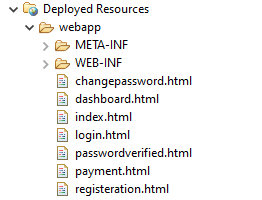 Deployed Resources
webapp
META-INF
WEB-INF
changepassword.html
dashboard.html
index.html
login.html
passwordverified.html
payment.html
registeration.html